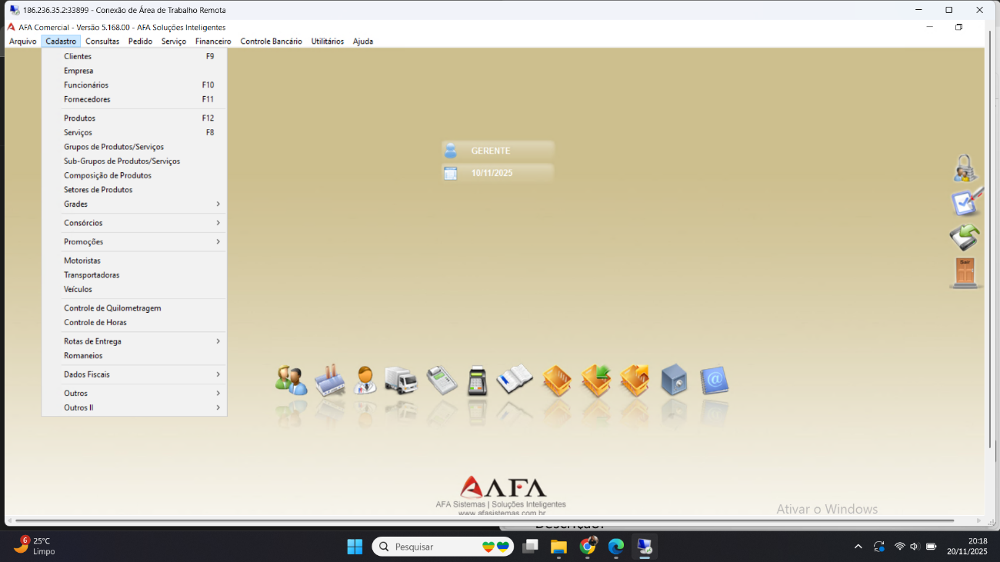 186.236.35.2:33899 - Conexão de Área de Trabalho Remota
AFA Comercial - Versão 5.168.00 - AFA Soluções Inteligentes
Arquivo Cadastro Consultas Pedido Serviço Financeiro Controle Bancário Utilitários Ajuda
Clientes F9
Empresa
Funcionários F10
Fornecedores F11
Produtos F12
Serviços F8
Grupos de Produtos/Serviços
Sub-Grupos de Produtos/Serviços
Composição de Produtos
Setores de Produtos
Grades
Consórcios
Promoções
Motoristas
Transportadoras
Veículos
Controle de Quilometragem
Controle de Horas
Rotas de Entrega
Romaneios
Dados Fiscais
Outros
Outros II
GERENTE
10/11/2025
Sair
AFA
AFA Sistemas | Soluções Inteligentes
www.afasistemas.com.br
Ativar o Windows
Descrição:
6
25°C
Limpo
Pesquisar
20:18
20/11/2025